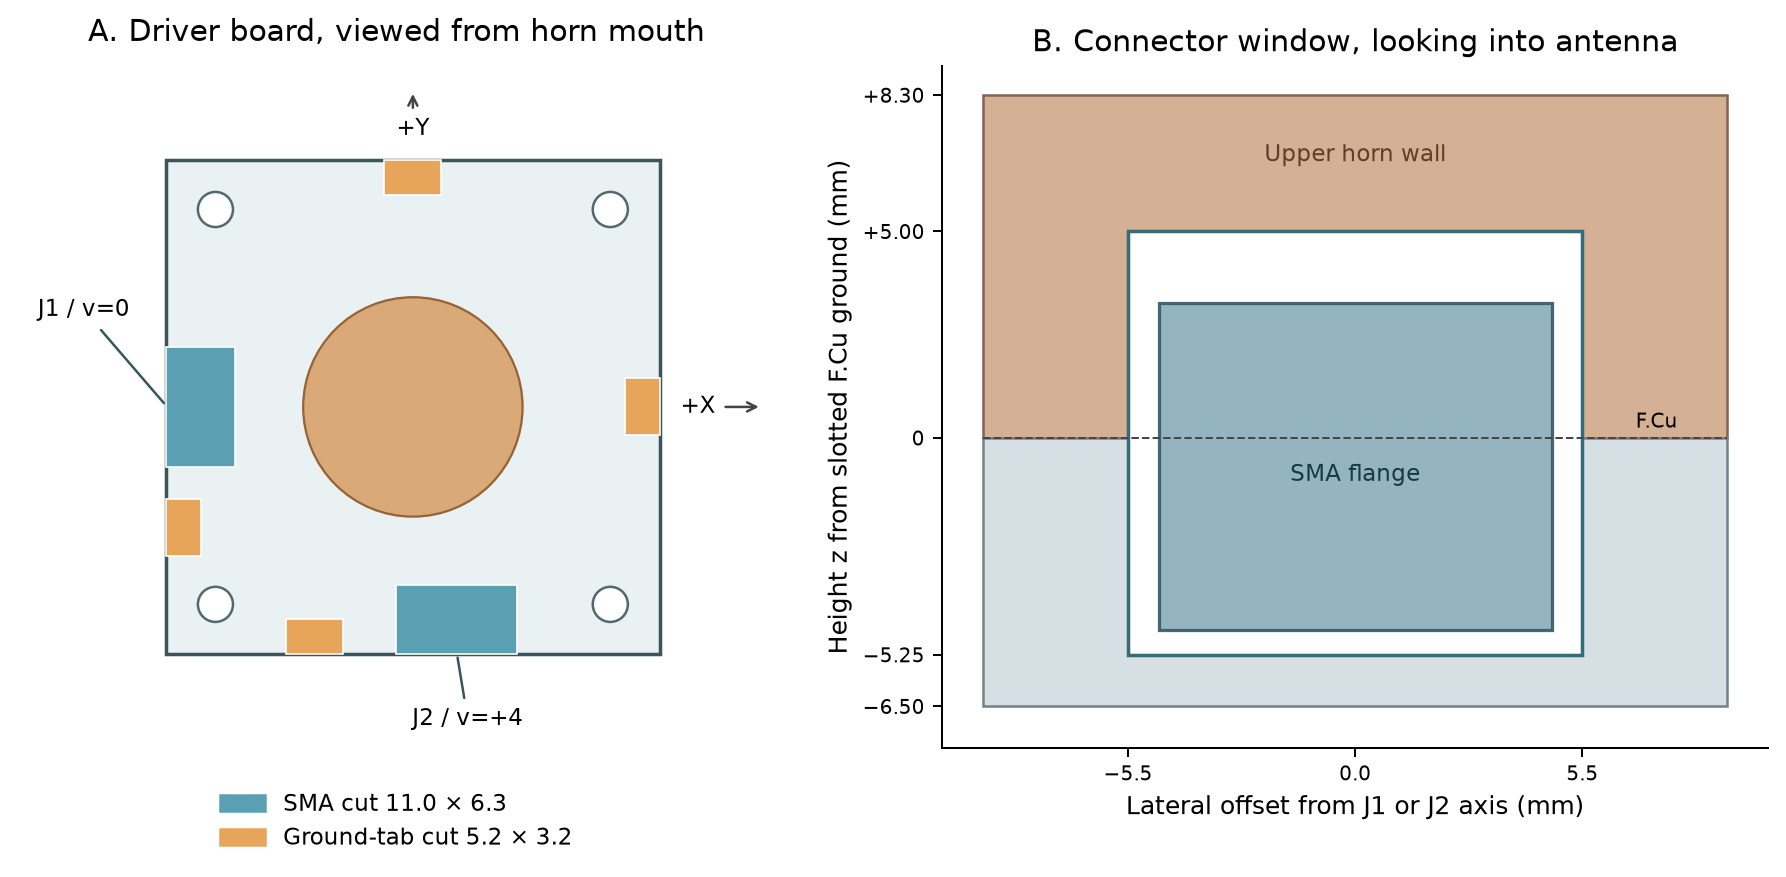 A. Driver board, viewed from horn mouth
+Y
J1 / v=0
+X
J2 / v=+4
SMA cut 11.0 × 6.3
Ground-tab cut 5.2 × 3.2
B. Connector window, looking into antenna
Height z from slotted F.Cu ground (mm)
+8.30
+5.00
0
−5.25
−6.50
Upper horn wall
F.Cu
SMA flange
−5.5
0.0
5.5
Lateral offset from J1 or J2 axis (mm)